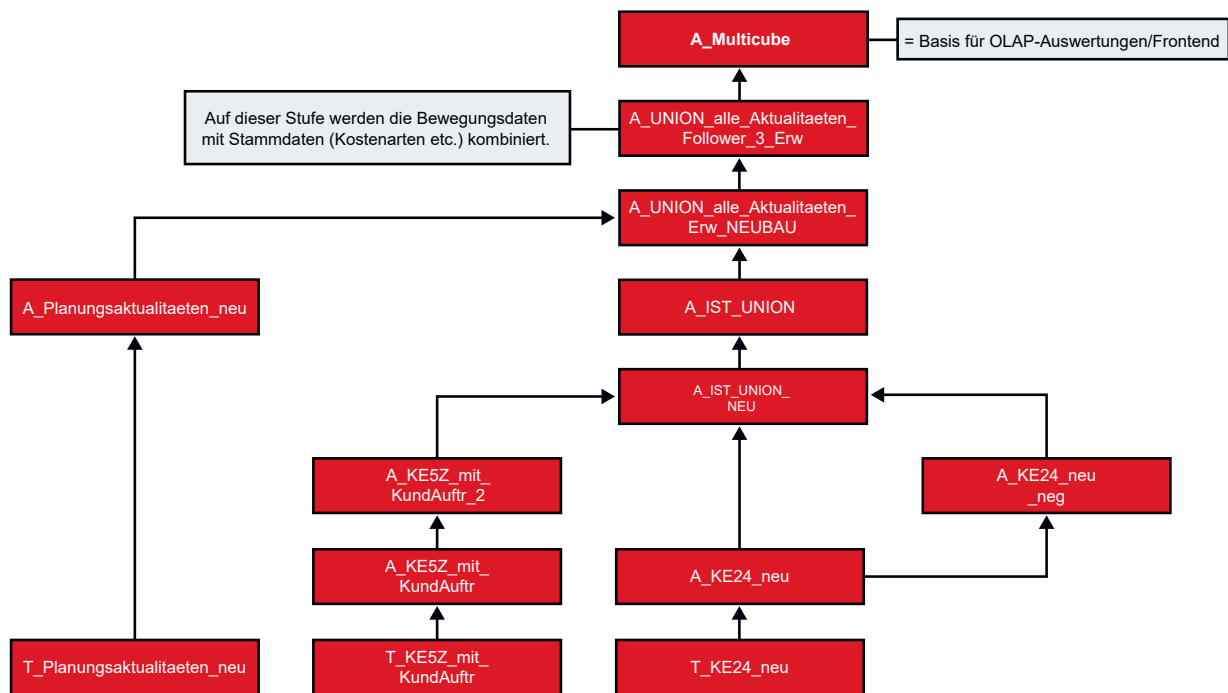 A_Multicube
= Basis für OLAP-Auswertungen/Frontend
Auf dieser Stufe werden die Bewegungsdaten
mit Stammdaten (Kostenarten etc.) kombiniert.
A_UNION_alle_Aktualitaeten_
Follower_3_Erw
A_UNION_alle_Aktualitaeten_
Erw_NEUBAU
A_Planungsaktualitaeten_neu
A_IST_UNION
A_IST_UNION_
NEU
A_KE5Z_mit_
KundAuftr_2
A_KE24_neu
_neg
A_KE5Z_mit_
KundAuftr
A_KE24_neu
T_Planungsaktualitaeten_neu
T_KE5Z_mit_
KundAuftr
T_KE24_neu